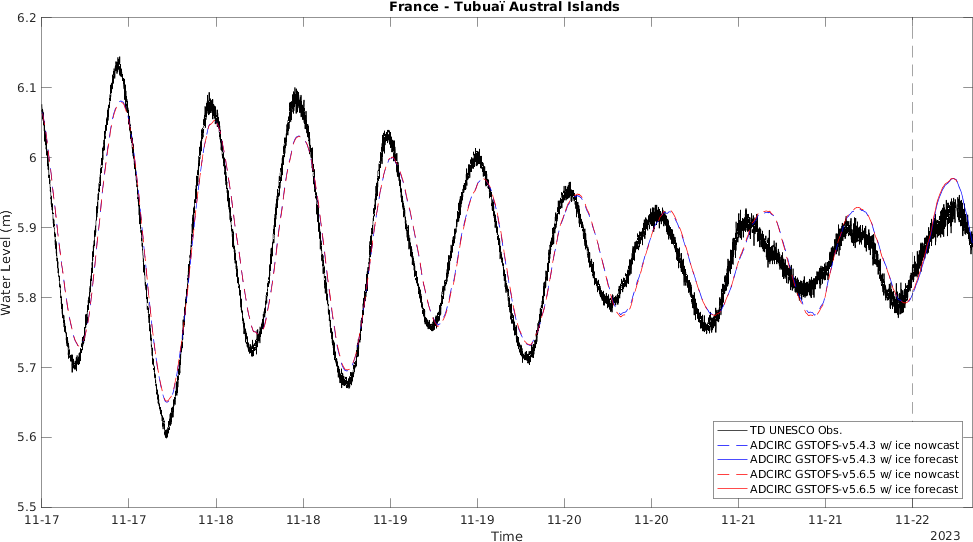 France - Tubuaï Austral Islands
6.2
6.1
6
5.9
5.8
5.7
5.6
5.5
Water Level (m)
11-17 11-17 11-18 11-18 11-19 11-19 11-20 11-20 11-21 11-21 11-22
Time
2023
TD UNESCO Obs.
ADCIRC GSTOFS-v5.4.3 w/ ice nowcast
ADCIRC GSTOFS-v5.4.3 w/ ice forecast
ADCIRC GSTOFS-v5.6.5 w/ ice nowcast
ADCIRC GSTOFS-v5.6.5 w/ ice forecast